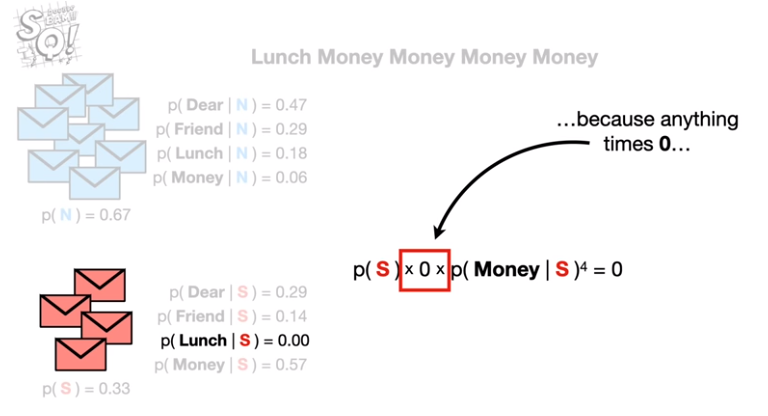 SQ!
Lunch Money Money Money Money
p( Dear | N ) = 0.47
p( Friend | N ) = 0.29
p( Lunch | N ) = 0.18
p( Money | N ) = 0.06
p( N ) = 0.67
…because anything
times 0…
p( S ) × 0 × p( Money | S )⁴ = 0
p( Dear | S ) = 0.29
p( Friend | S ) = 0.14
p( Lunch | S ) = 0.00
p( Money | S ) = 0.57
p( S ) = 0.33